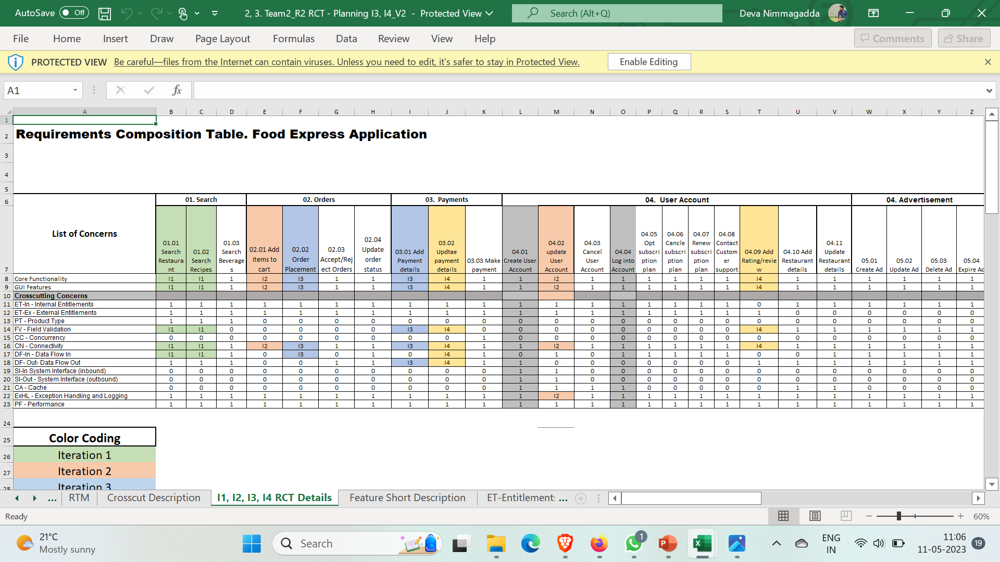 AutoSave Off 2, 3. Team2_R2 RCT - Planning I3, I4_V2 - Protected View Search (Alt+Q) Deva Nimmagadda
File Home Insert Draw Page Layout Formulas Data Review View Help Comments Share
PROTECTED VIEW Be careful—files from the Internet can contain viruses. Unless you need to edit, it's safer to stay in Protected View. Enable Editing
A1 fx
A B C D E F G H I J K L M N O P Q R S T U V W X Y Z
1
2 Requirements Composition Table. Food Express Application
3
4
5
6 01. Search 02. Orders 03. Payments 04. User Account 04. Advertisement
7 List of Concerns 01.01 Search Restaurant 01.02 Search Recipes 01.03 Search Beverages 02.01 Add items to cart 02.02 Order Placement 02.03 Accept/Reject Orders 02.04 Update order status 03.01 Add Payment details 03.02 Updtae payment details 03.03 Make payment 04.01 Create User Account 04.02 update User Account 04.03 Cancel User Account 04.04 Log into Account 04.05 Opt subscription plan 04.06 Cancle subscription plan 04.07 Renew subscription plan 04.08 Contact Customer support 04.09 Add Rating/review 04.10 Add Restaurant details 04.11 Update Restaurant details 05.01 Create Ad 05.02 Update Ad 05.03 Delete Ad 05.04 Expire Ad
8 Core Functionality I1 I1 1 I2 I3 1 1 I3 I4 1 1 I2 1 1 1 1 1 1 I4 1 1 1 1 1 1
9 GUI Features I1 I1 1 I2 I3 1 1 I3 I4 1 1 I2 1 1 1 1 1 1 I4 1 1 1 1 1 1
10 Crosscutting Concerns
11 ET-In - Internal Entitlements 1 1 1 1 1 1 1 1 1 1 1 1 1 1 1 1 1 1 0 1 1 1 1 1 1
12 ET-Ex - External Entitlements 1 1 1 1 1 1 1 1 1 1 1 1 1 1 1 1 1 1 1 0 0 0 0 0 0
13 PT - Product Type 1 1 1 0 0 0 0 0 0 0 0 0 0 0 0 0 0 0 0 0 0 0 0 0 0
14 FV - Field Validation I1 I1 0 0 0 0 0 I3 I4 0 0 0 0 0 0 0 0 0 I4 1 1 1 1 1 1
15 CC - Concurrency 0 0 0 0 0 0 0 0 0 1 0 0 0 0 0 0 0 0 0 0 0 0 0 0 0
16 CN - Connectivity I1 I1 1 I2 I3 1 1 I3 I4 1 1 I2 1 1 1 1 1 1 I4 1 1 1 1 1 1
17 DF-In - Data Flow In I1 I1 1 0 I3 0 1 0 I4 1 0 1 0 1 1 1 1 1 0 0 1 1 1 1 1
18 DF- Out- Data Flow Out 1 1 1 0 0 1 1 I3 I4 1 1 0 0 0 0 0 0 0 1 1 1 1 1 1 1
19 SI-In System Interface (inbound) 0 0 0 0 0 0 0 0 0 0 1 1 0 0 0 0 0 0 0 0 0 0 0 0 0
20 SI-Out - System Interface (outbound) 0 0 0 0 0 0 0 0 0 0 1 1 0 0 0 0 0 0 0 0 0 0 0 0 0
21 CA - Cache 0 0 0 0 0 0 0 0 0 0 1 1 1 1 0 0 0 0 0 1 1 0 0 0 0
22 ExHL - Exception Handling and Logging 1 1 1 1 1 1 1 1 1 1 1 I2 1 1 1 1 1 1 1 1 1 1 1 1 1
23 PF - Performance 1 1 1 1 1 1 1 1 1 1 1 1 1 1 1 1 1 1 1 1 1 1 1 1 1
24
25 Color Coding
26 Iteration 1
27 Iteration 2
28 Iteration 3
... RTM Crosscut Description I1, I2, I3, I4 RCT Details Feature Short Description ET-Entitlement ...
Ready 60%
21°C
Mostly sunny
Search
1
ENG
IN
11:06
11-05-2023
19